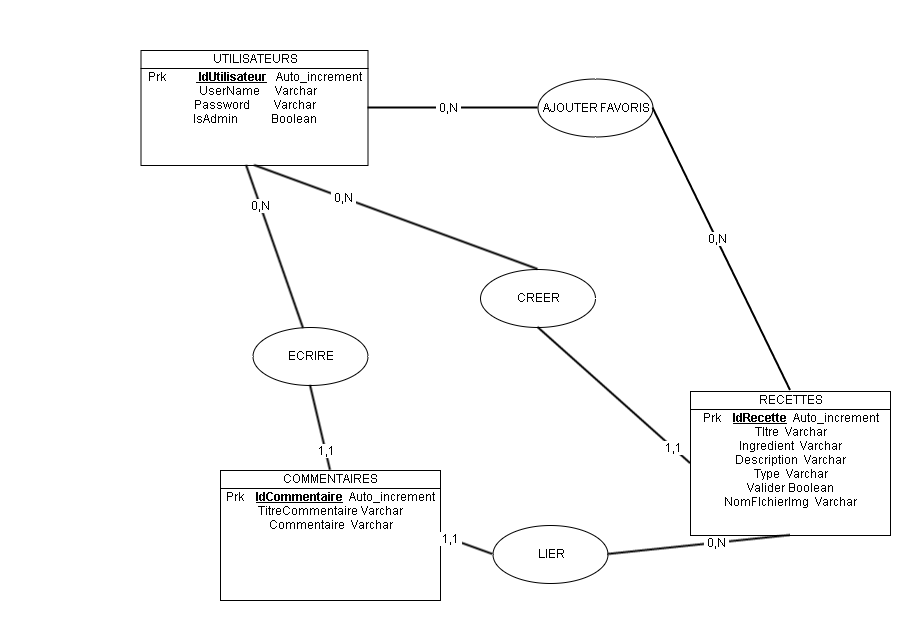 UTILISATEURS
Prk IdUtilisateur Auto_increment
UserName Varchar
Password Varchar
IsAdmin Boolean
0,N
AJOUTER FAVORIS
0,N
0,N
0,N
CREER
ECRIRE
1,1
1,1
RECETTES
Prk IdRecette Auto_increment
TItre Varchar
Ingredient Varchar
Description Varchar
Type Varchar
Valider Boolean
NomFIchierImg Varchar
COMMENTAIRES
Prk IdCommentaire Auto_increment
TitreCommentaire Varchar
Commentaire Varchar
1,1
LIER
0,N